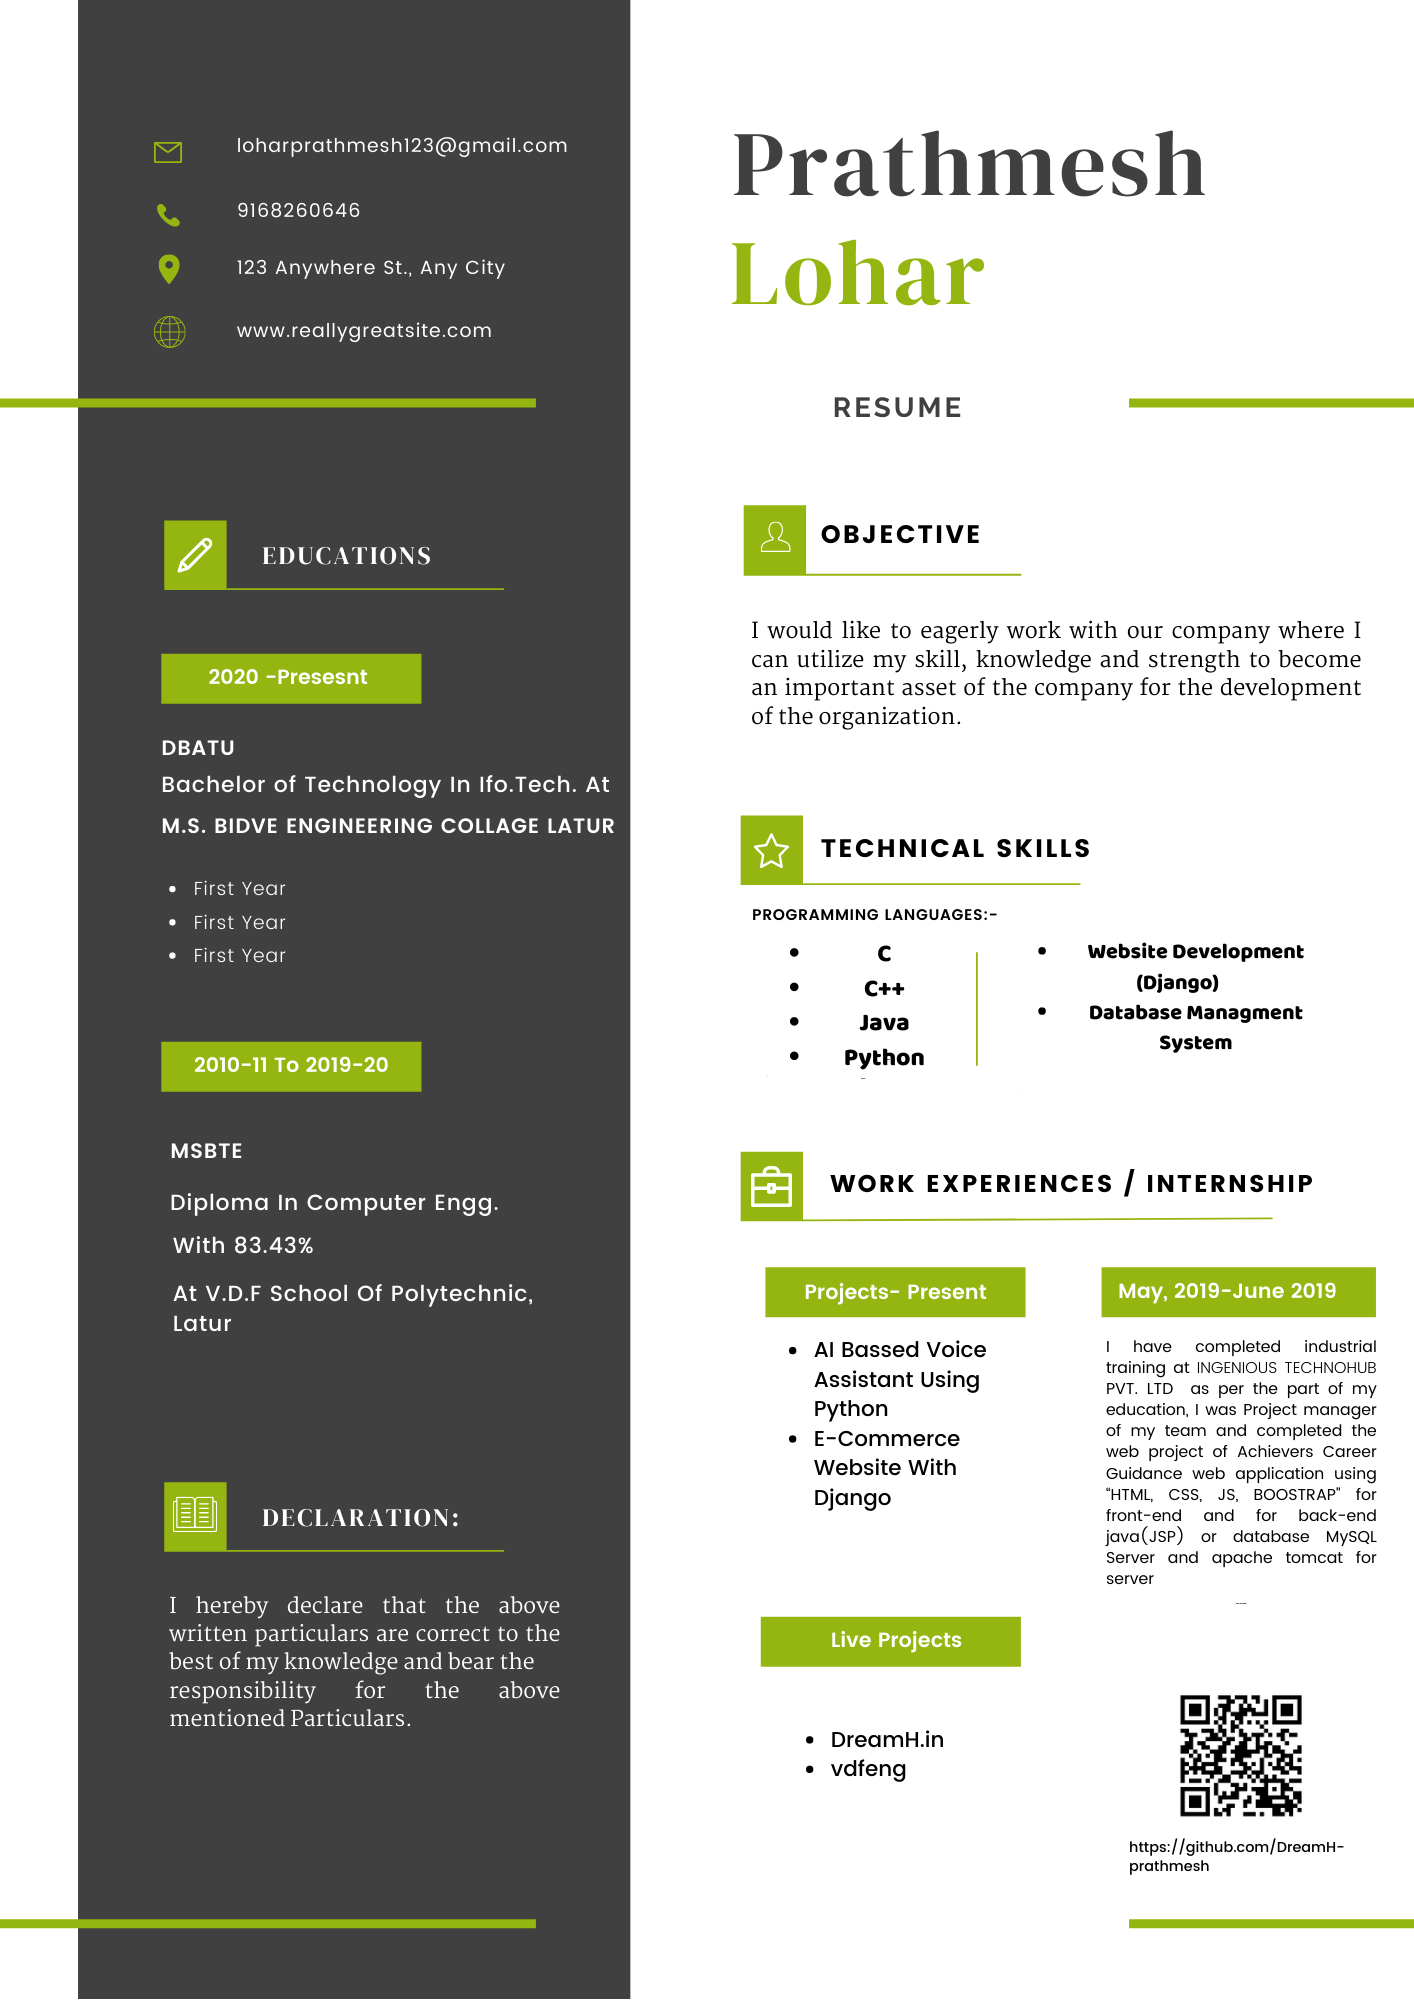 loharprathmesh123@gmail.com
9168260646
123 Anywhere St., Any City
www.reallygreatsite.com
Prathmesh
Lohar
RESUME
EDUCATIONS
2020 -Presesnt
DBATU
Bachelor of Technology In Ifo.Tech. At
M.S. BIDVE ENGINEERING COLLAGE LATUR
• First Year
• First Year
• First Year
2010-11 To 2019-20
MSBTE
Diploma In Computer Engg.
With 83.43%
At V.D.F School Of Polytechnic,
Latur
DECLARATION:
I hereby declare that the above
written particulars are correct to the
best of my knowledge and bear the
responsibility for the above
mentioned Particulars.
OBJECTIVE
I would like to eagerly work with our company where I
can utilize my skill, knowledge and strength to become
an important asset of the company for the development
of the organization.
TECHNICAL SKILLS
PROGRAMMING LANGUAGES:-
• C
• C++
• Java
• Python
• Website Development
(Django)
• Database Managment
System
WORK EXPERIENCES / INTERNSHIP
Projects- Present
• AI Bassed Voice
Assistant Using
Python
• E-Commerce
Website With
Django
May, 2019-June 2019
I have completed industrial
training at INGENIOUS TECHNOHUB
PVT. LTD as per the part of my
education, I was Project manager
of my team and completed the
web project of Achievers Career
Guidance web application using
"HTML, CSS, JS, BOOSTRAP" for
front-end and for back-end
java(JSP) or database MySQL
Server and apache tomcat for
server
Live Projects
• DreamH.in
• vdfeng
https://github.com/DreamH-
prathmesh